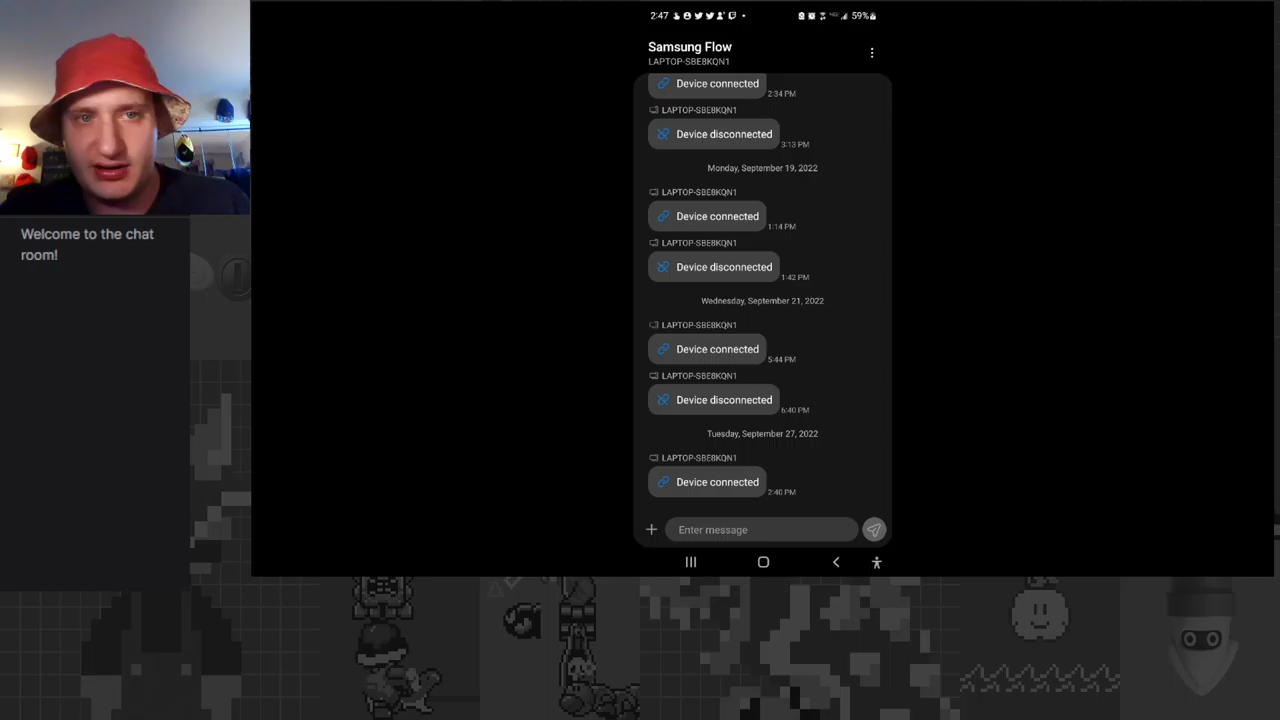 2:47
59%
Samsung Flow
LAPTOP-SBE8KQN1
Device connected
2:34 PM
LAPTOP-SBE8KQN1
Device disconnected
3:13 PM
Monday, September 19, 2022
LAPTOP-SBE8KQN1
Device connected
1:14 PM
LAPTOP-SBE8KQN1
Device disconnected
1:42 PM
Wednesday, September 21, 2022
LAPTOP-SBE8KQN1
Device connected
5:44 PM
LAPTOP-SBE8KQN1
Device disconnected
6:40 PM
Tuesday, September 27, 2022
LAPTOP-SBE8KQN1
Device connected
2:40 PM
Enter message
Welcome to the chat
room!